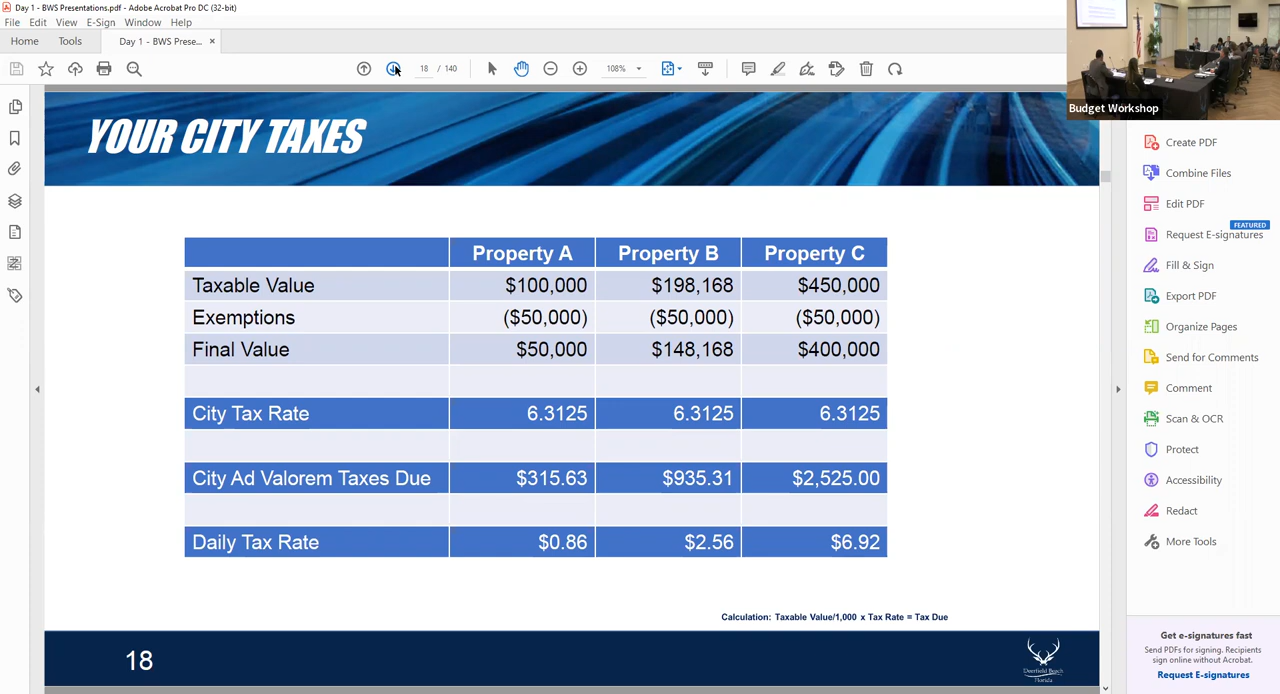 Day 1 - BWS Presentations.pdf - Adobe Acrobat Pro DC (32-bit)
File Edit View E-Sign Window Help
Home Tools Day 1 - BWS Prese... ×
18 / 140 108%
Budget Workshop
YOUR CITY TAXES
Property A Property B Property C
Taxable Value $100,000 $198,168 $450,000
Exemptions ($50,000) ($50,000) ($50,000)
Final Value $50,000 $148,168 $400,000
City Tax Rate 6.3125 6.3125 6.3125
City Ad Valorem Taxes Due $315.63 $935.31 $2,525.00
Daily Tax Rate $0.86 $2.56 $6.92
Calculation: Taxable Value/1,000 x Tax Rate = Tax Due
18
Deerfield Beach
Florida
Create PDF
Combine Files
Edit PDF
FEATURED
Request E-signatures
Fill & Sign
Export PDF
Organize Pages
Send for Comments
Comment
Scan & OCR
Protect
Accessibility
Redact
More Tools
Get e-signatures fast
Send PDFs for signing. Recipients
sign online without Acrobat.
Request E-signatures